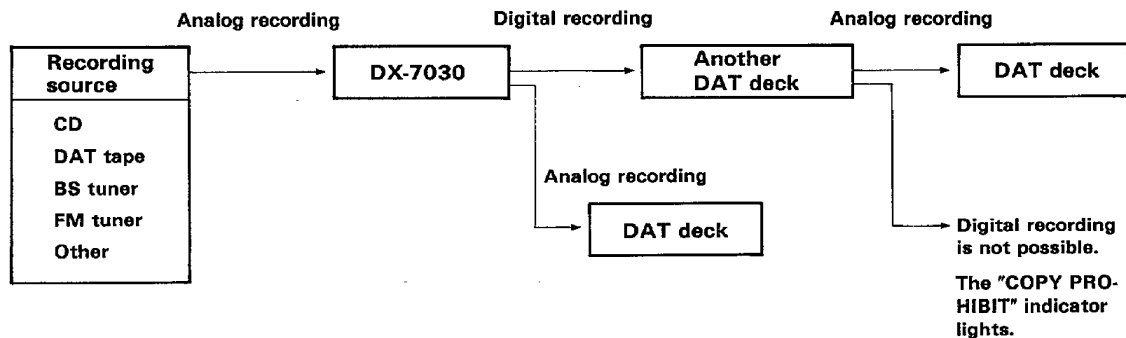 Analog recording
Digital recording
Analog recording
Recording
source
CD
DAT tape
BS tuner
FM tuner
Other
DX-7030
Another
DAT deck
DAT deck
Analog recording
DAT deck
Digital recording
is not possible.
The "COPY PRO-
HIBIT" indicator
lights.